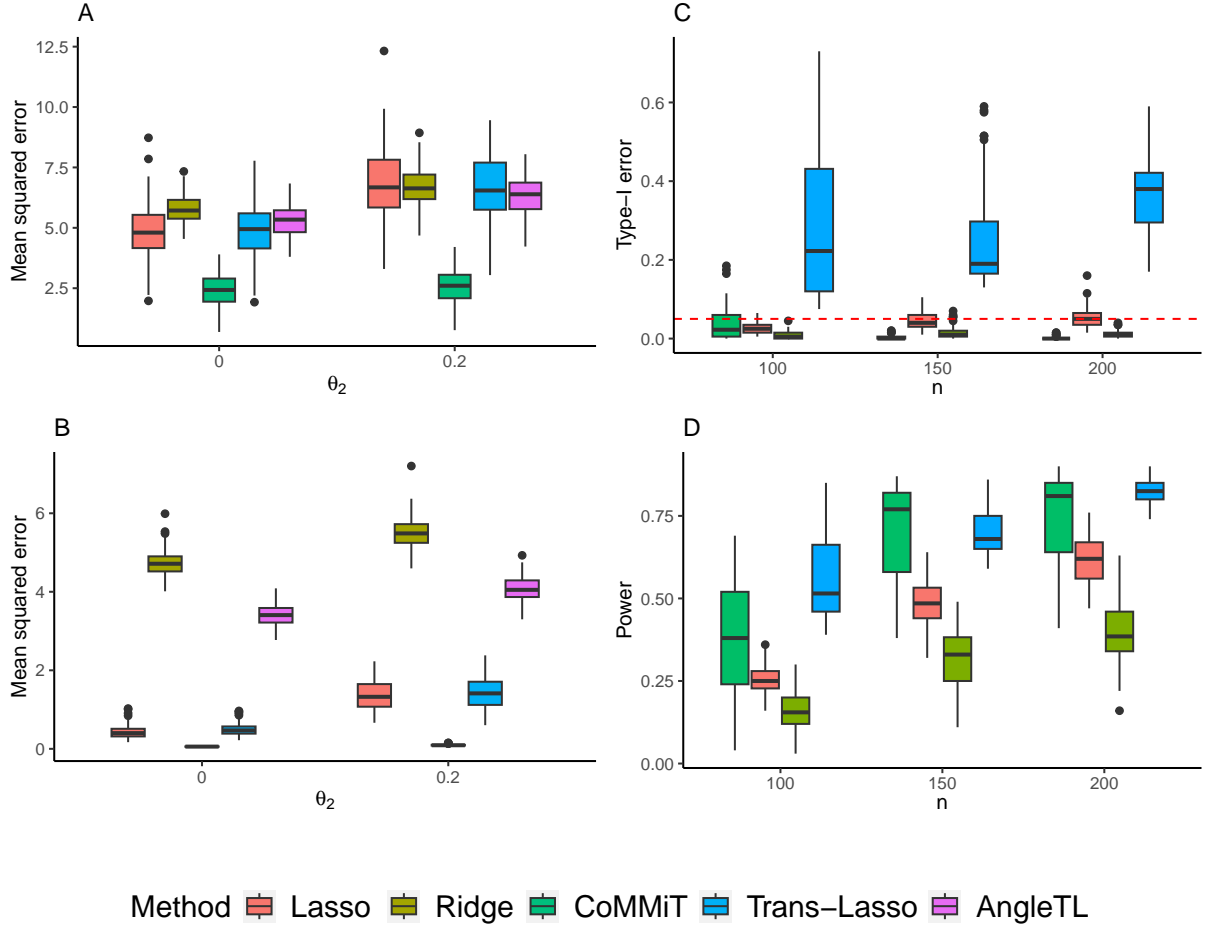 A
Mean squared error
12.5
10.0
7.5
5.0
2.5
0
0.2
θ2
C
Type−I error
0.6
0.4
0.2
0.0
100
150
200
n
B
Mean squared error
6
4
2
0
0
0.2
θ2
D
Power
0.75
0.50
0.25
0.00
100
150
200
n
Method Lasso Ridge CoMMiT Trans−Lasso AngleTL